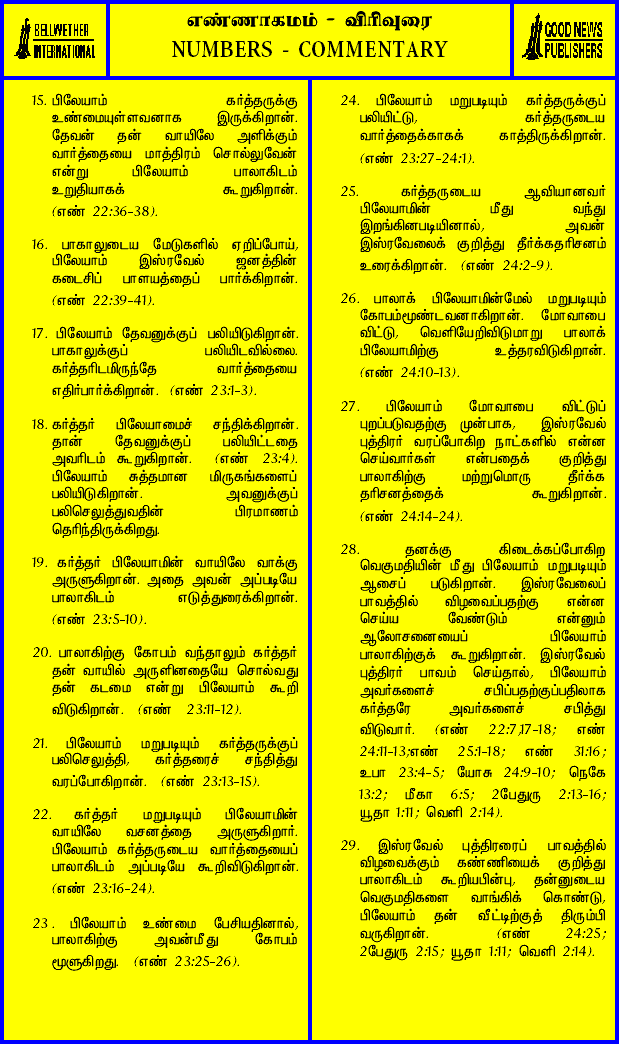 BELLWETHER
INTERNATIONAL
எண்ணாகமம் - விரிவுரை
NUMBERS - COMMENTARY
GOOD NEWS
PUBLISHERS
15. பிலேயாம் கர்த்தருக்கு
உண்மையுள்ளவனாக இருக்கிறான்.
தேவன் தன் வாயிலே அளிக்கும்
வார்த்தையை மாத்திரம் சொல்லுவேன்
என்று பிலேயாம் பாலாகிடம்
உறுதியாகக் கூறுகிறான்.
(எண் 22:36-38).
16. பாகாலுடைய மேடுகளில் ஏறிப்போய்,
பிலேயாம் இஸ்ரவேல் ஜனத்தின்
கடைசிப் பாளயத்தைப் பார்க்கிறான்.
(எண் 22:39-41).
17. பிலேயாம் தேவனுக்குப் பலியிடுகிறான்.
பாகாலுக்குப் பலியிடவில்லை.
கர்த்தரிடமிருந்தே வார்த்தையை
எதிர்பார்க்கிறான். (எண் 23:1-3).
18. கர்த்தர் பிலேயாமைச் சந்திக்கிறான்.
தான் தேவனுக்குப் பலியிட்டதை
அவரிடம் கூறுகிறான். (எண் 23:4).
பிலேயாம் சுத்தமான மிருகங்களைப்
பலியிடுகிறான். அவனுக்குப்
பலிசெலுத்துவதின் பிரமாணம்
தெரிந்திருக்கிறது.
19. கர்த்தர் பிலேயாமின் வாயிலே வாக்கு
அருளுகிறான். அதை அவன் அப்படியே
பாலாகிடம் எடுத்துரைக்கிறான்.
(எண் 23:5-10).
20. பாலாகிற்கு கோபம் வந்தாலும் கர்த்தர்
தன் வாயில் அருளினதையே சொல்வது
தன் கடமை என்று பிலேயாம் கூறி
விடுகிறான். (எண் 23:11-12).
21. பிலேயாம் மறுபடியும் கர்த்தருக்குப்
பலிசெலுத்தி, கர்த்தரைச் சந்தித்து
வரப்போகிறான். (எண் 23:13-15).
22. கர்த்தர் மறுபடியும் பிலேயாமின்
வாயிலே வசனத்தை அருளுகிறார்.
பிலேயாம் கர்த்தருடைய வார்த்தையைப்
பாலாகிடம் அப்படியே கூறிவிடுகிறான்.
(எண் 23:16-24).
23 . பிலேயாம் உண்மை பேசியதினால்,
பாலாகிற்கு அவன்மீது கோபம்
மூளுகிறது. (எண் 23:25-26).
24. பிலேயாம் மறுபடியும் கர்த்தருக்குப்
பலியிட்டு, கர்த்தருடைய
வார்த்தைக்காகக் காத்திருக்கிறான்.
(எண் 23:27-24:1).
25. கர்த்தருடைய ஆவியானவர்
பிலேயாமின் மீது வந்து
இறங்கினபடியினால், அவன்
இஸ்ரவேலைக் குறித்து தீர்க்கதரிசனம்
உரைக்கிறான். (எண் 24:2-9).
26. பாலாக் பிலேயாமின்மேல் மறுபடியும்
கோபம்மூண்டவனாகிறான். மோவாபை
விட்டு, வெளியேறிவிடுமாறு பாலாக்
பிலேயாமிற்கு உத்தரவிடுகிறான்.
(எண் 24:10-13).
27. பிலேயாம் மோவாபை விட்டுப்
புறப்படுவதற்கு முன்பாக, இஸ்ரவேல்
புத்திரர் வரப்போகிற நாட்களில் என்ன
செய்வார்கள் என்பதைக் குறித்து
பாலாகிற்கு மற்றுமொரு தீர்க்க
தரிசனத்தைக் கூறுகிறான்.
(எண் 24:14-24).
28. தனக்கு கிடைக்கப்போகிற
வெகுமதியின் மீது பிலேயாம் மறுபடியும்
ஆசைப் படுகிறான். இஸ்ரவேலைப்
பாவத்தில் விழவைப்பதற்கு என்ன
செய்ய வேண்டும் என்னும்
ஆலோசனையைப் பிலேயாம்
பாலாகிற்குக் கூறுகிறான். இஸ்ரவேல்
புத்திரர் பாவம் செய்தால், பிலேயாம்
அவர்களைச் சபிப்பதற்குப்பதிலாக
கர்த்தரே அவர்களைச் சபித்து
விடுவார். (எண் 22:7,17-18; எண்
24:11-13;எண் 25:1-18; எண் 31:16;
உபா 23:4-5; யோசு 24:9-10; நெகே
13:2; மீகா 6:5; 2பேதுரு 2:13-16;
யூதா 1:11; வெளி 2:14).
29. இஸ்ரவேல் புத்திரரைப் பாவத்தில்
விழவைக்கும் கண்ணியைக் குறித்து
பாலாகிடம் கூறியபின்பு, தன்னுடைய
வெகுமதிகளை வாங்கிக் கொண்டு,
பிலேயாம் தன் வீட்டிற்குத் திரும்பி
வருகிறான். (எண் 24:25;
2பேதுரு 2:15; யூதா 1:11; வெளி 2:14).